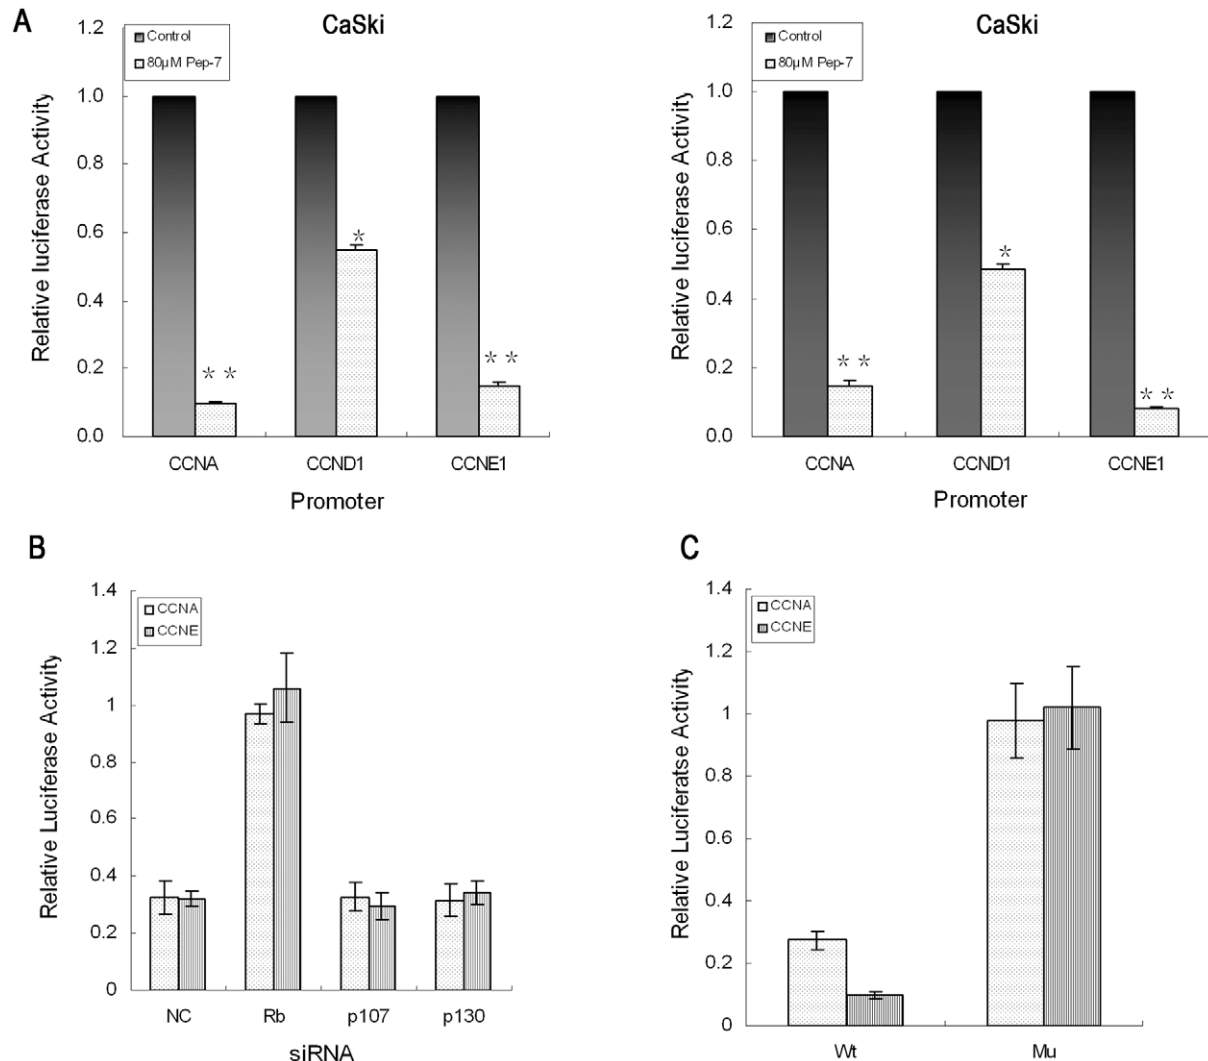 A
CaSki
1.2
1.0
0.8
0.6
0.4
0.2
0.0
Relative luciferase Activity
Control
80µM Pep-7
* *
*
* *
CCNA CCND1 CCNE1
Promoter
CaSki
1.2
1.0
0.8
0.6
0.4
0.2
0.0
Relative luciferase Activity
Control
80µM Pep-7
* *
*
* *
CCNA CCND1 CCNE1
Promoter
B
1.4
1.2
1
0.8
0.6
0.4
0.2
0
Relative Luciferase Activity
CCNA
CCNE
NC Rb p107 p130
siRNA
C
1.4
1.2
1
0.8
0.6
0.4
0.2
0
Relative Luciferatse Activity
CCNA
CCNE
Wt Mu